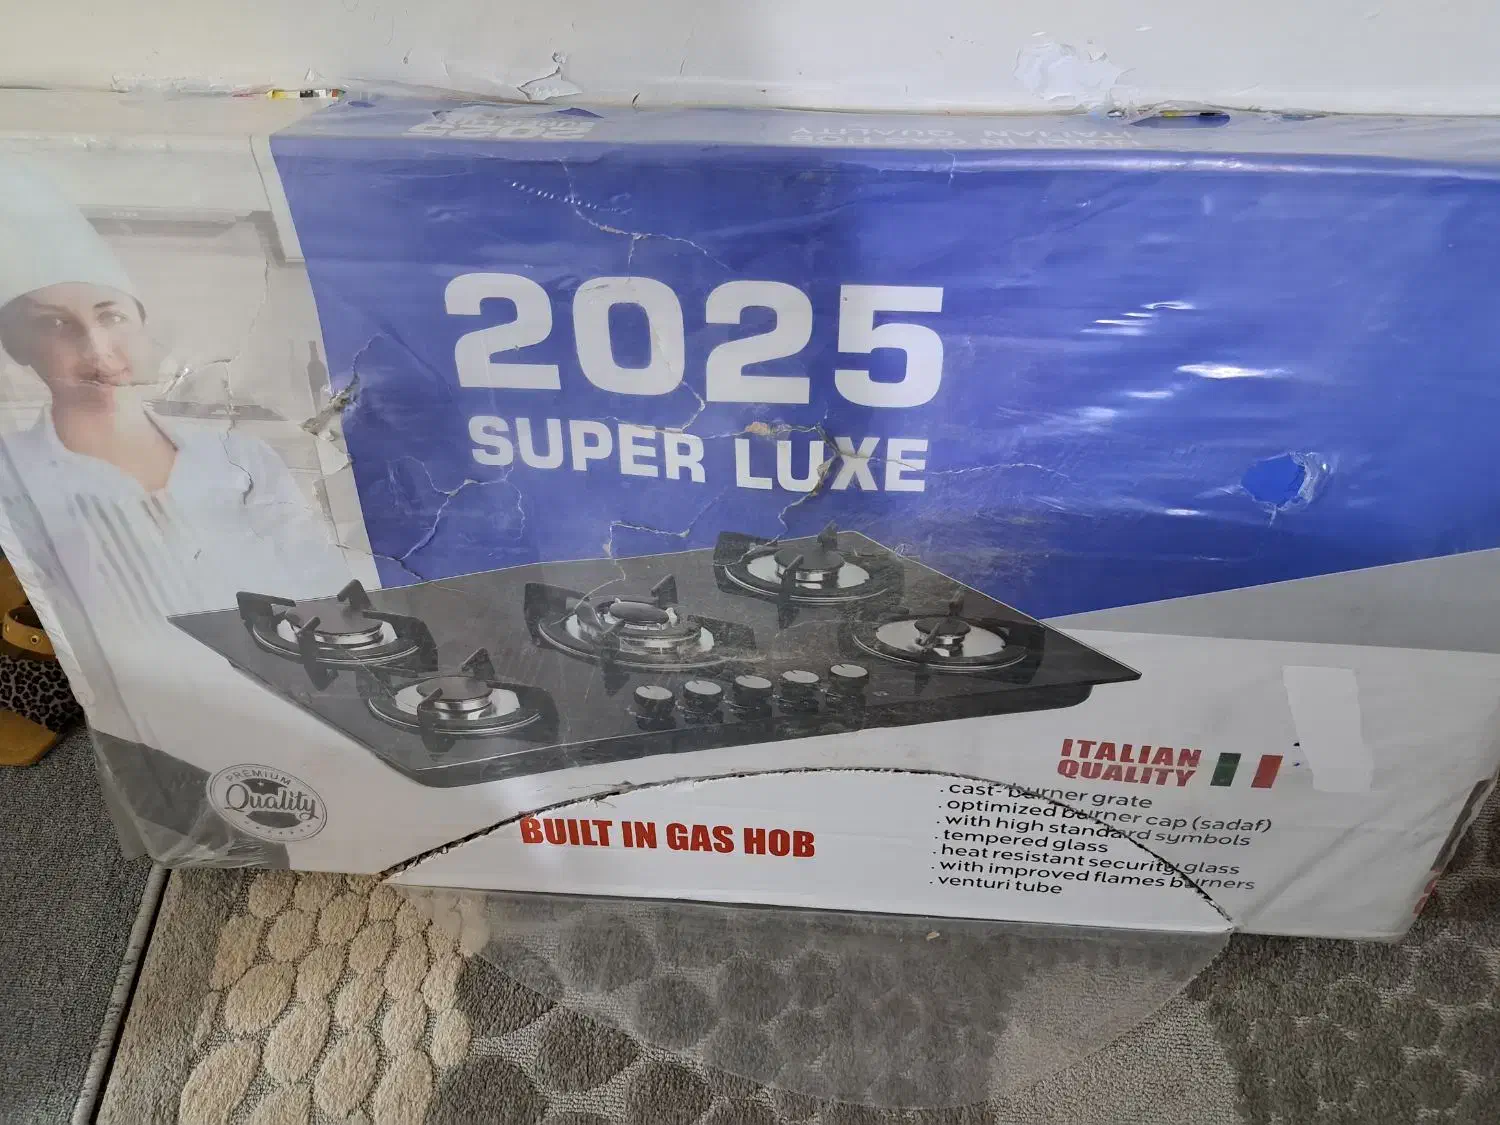 2025
SUPER LUXE
PREMIUM
Quality
BUILT IN GAS HOB
ITALIAN
QUALITY
. cast- burner grate
. optimized burner cap (sadaf)
. with high standard symbols
. tempered glass
. heat resistant security glass
. with improved flames burners
. venturi tube